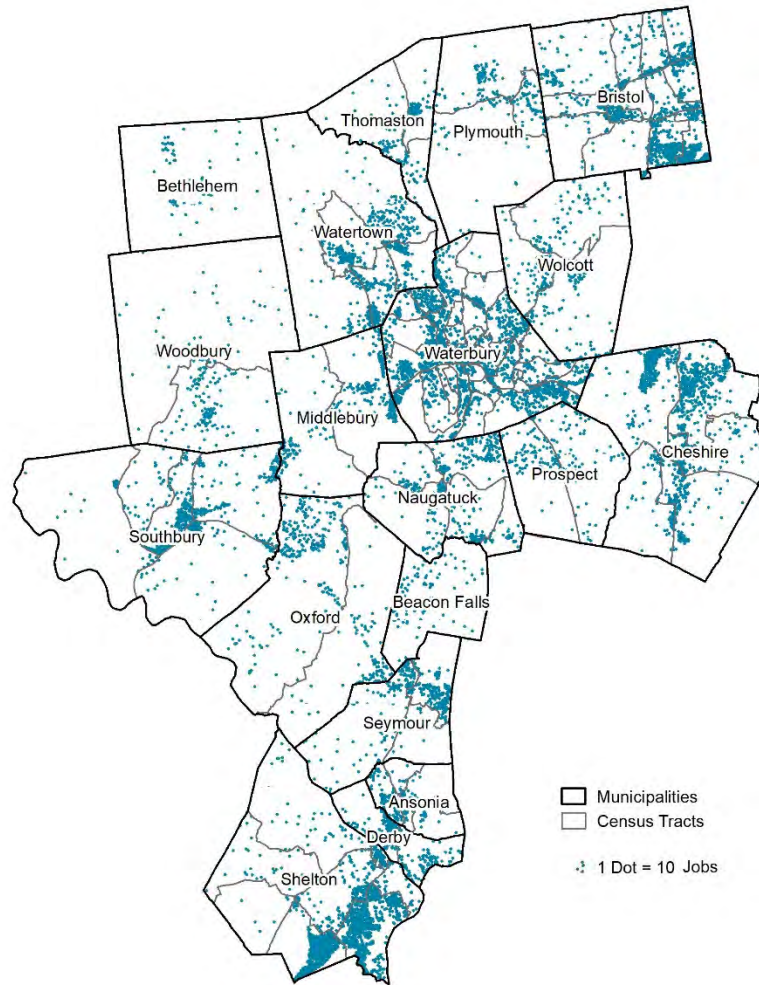 Thomaston
Plymouth
Bristol
Bethlehem
Watertown
Wolcott
Woodbury
Waterbury
Middlebury
Cheshire
Naugatuck
Prospect
Southbury
Oxford
Beacon Falls
Seymour
Ansonia
Derby
Shelton
Municipalities
Census Tracts
1 Dot = 10 Jobs